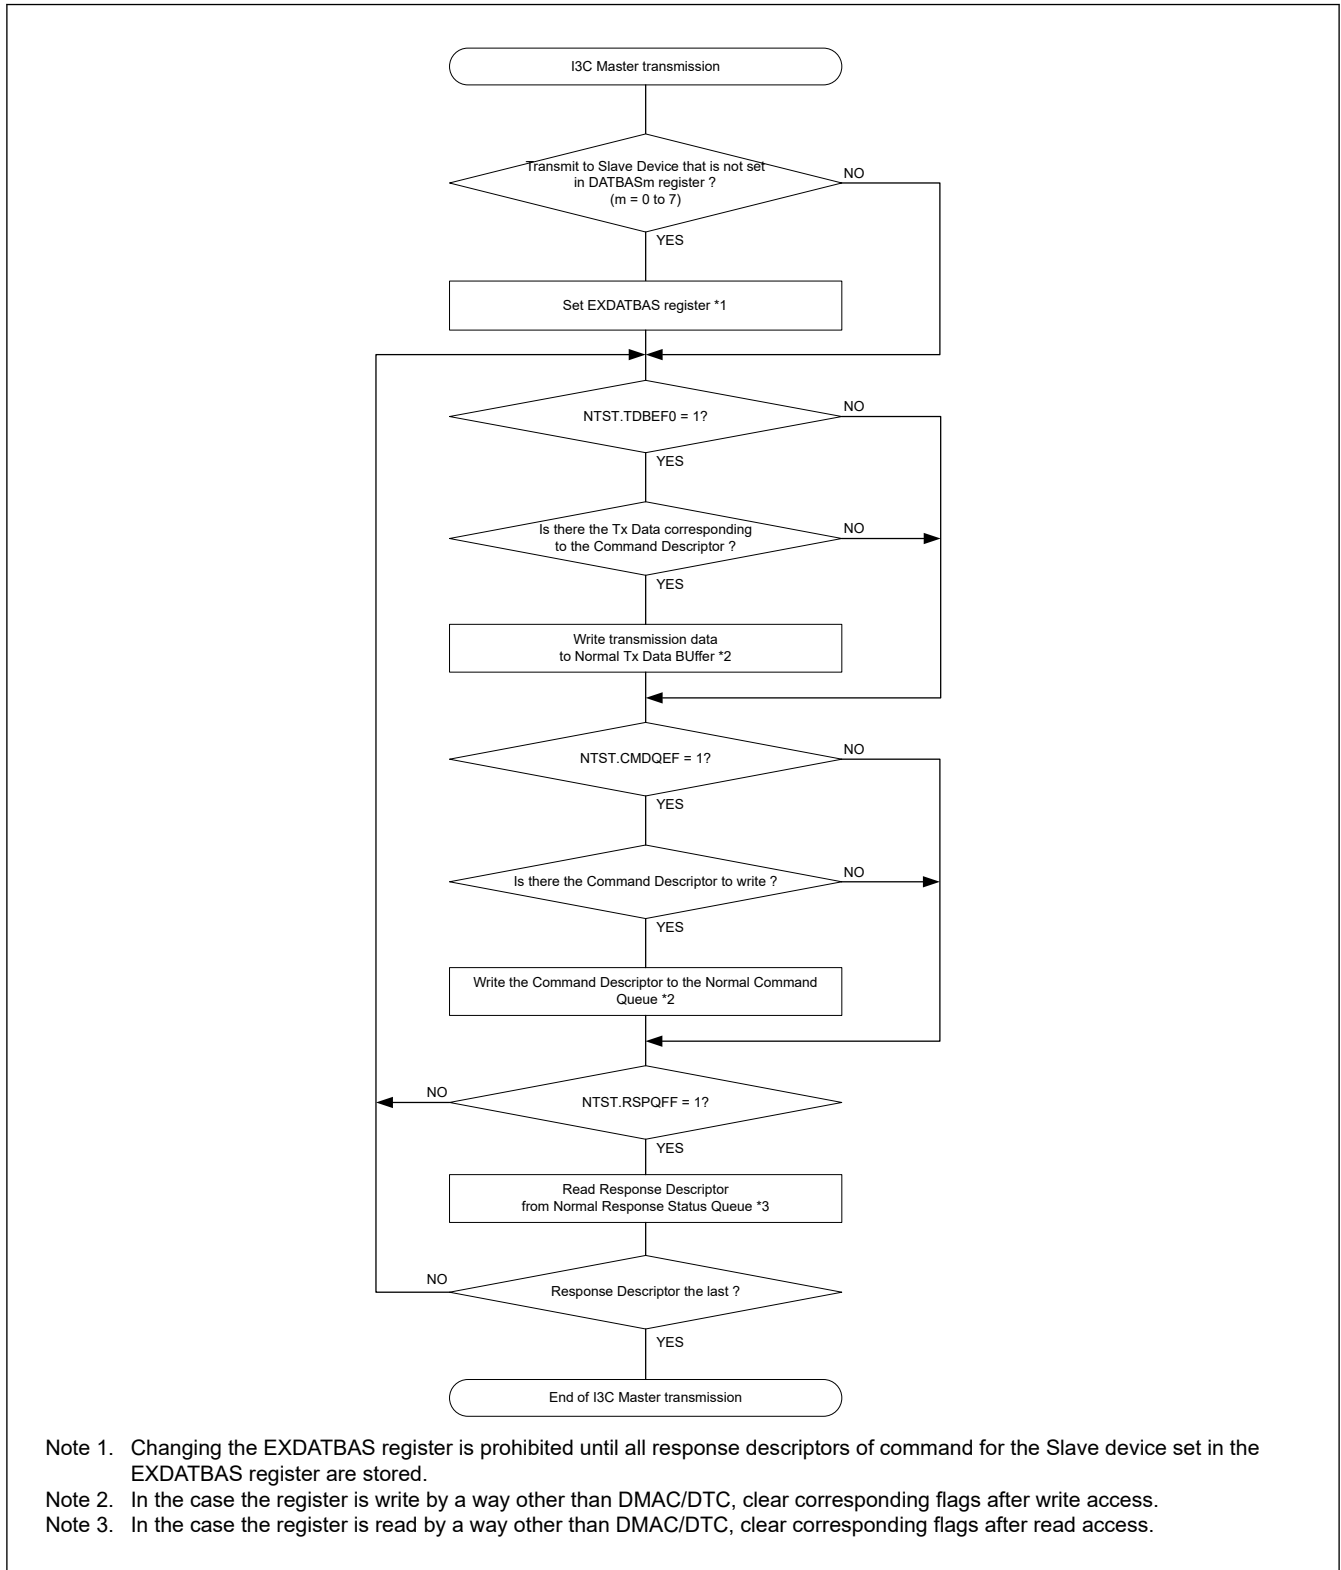 I3C Master transmission
Transmit to Slave Device that is not set
in DATBASm register ?
(m = 0 to 7)
NO
YES
Set EXDATBAS register *1
NTST.TDBEF0 = 1?
NO
YES
Is there the Tx Data corresponding
to the Command Descriptor ?
NO
YES
Write transmission data
to Normal Tx Data BUffer *2
NTST.CMDQEF = 1?
NO
YES
Is there the Command Descriptor to write ?
NO
YES
Write the Command Descriptor to the Normal Command
Queue *2
NO
NTST.RSPQFF = 1?
YES
Read Response Descriptor
from Normal Response Status Queue *3
NO
Response Descriptor the last ?
YES
End of I3C Master transmission
Note 1. Changing the EXDATBAS register is prohibited until all response descriptors of command for the Slave device set in the
EXDATBAS register are stored.
Note 2. In the case the register is write by a way other than DMAC/DTC, clear corresponding flags after write access.
Note 3. In the case the register is read by a way other than DMAC/DTC, clear corresponding flags after read access.